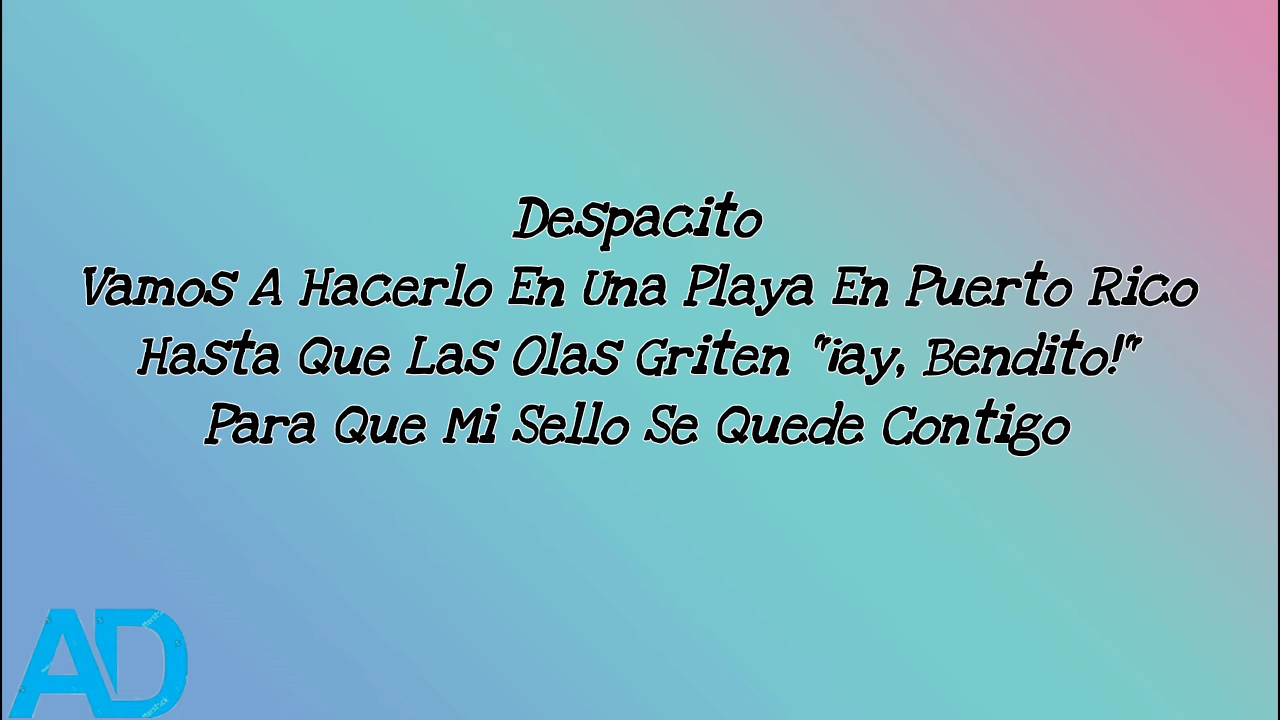 Despacito
Vamos A Hacerlo En Una Playa En Puerto Rico
Hasta Que Las Olas Griten "¡ay, Bendito!"
Para Que Mi Sello Se Quede Contigo
AD